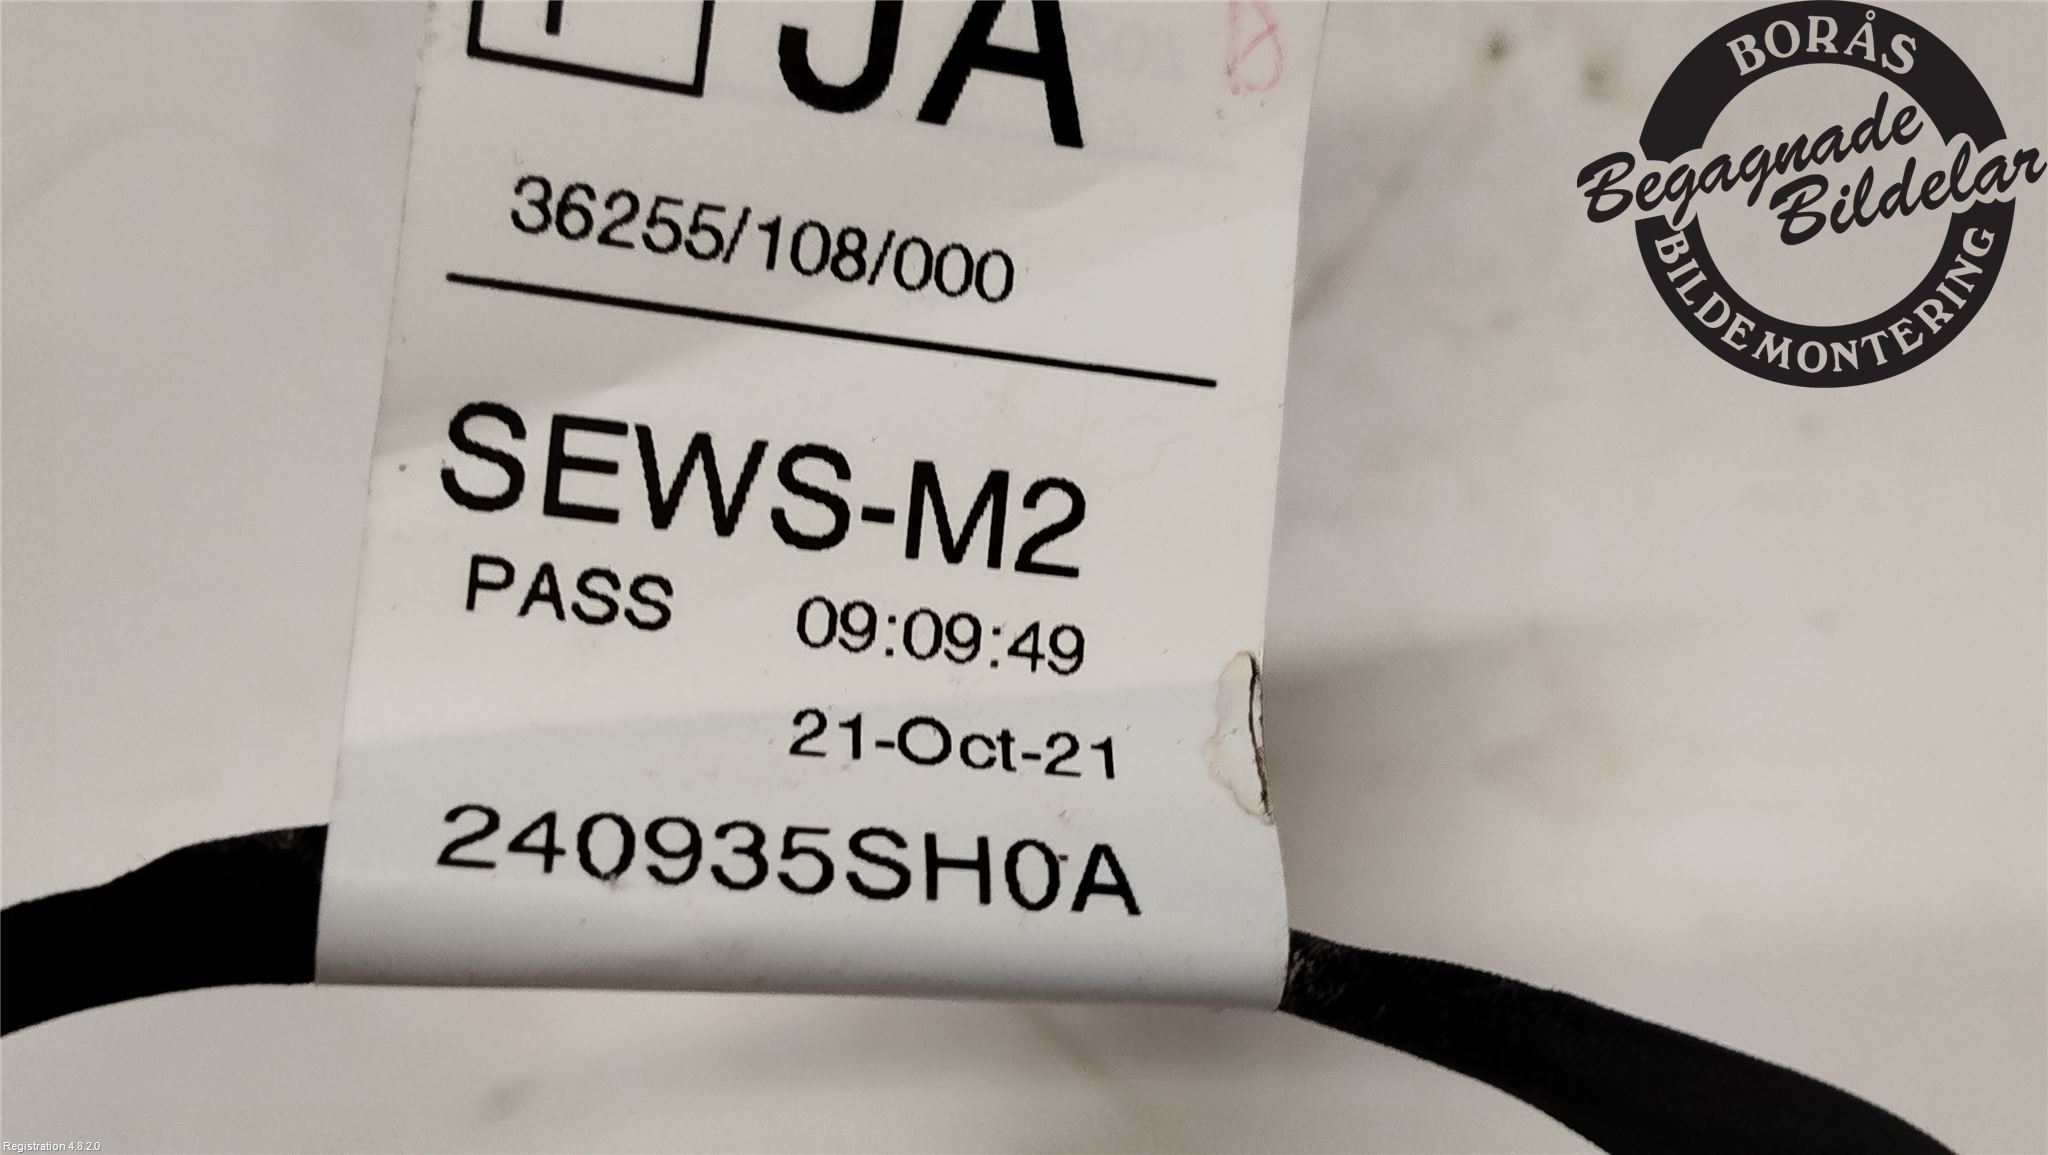 JA
36255/108/000
SEWS-M2
PASS 09:09:49
21-Oct-21
240935SH0A
BORÅS
Begagnade
Bildelar
BILDEMONTERING
Registration 4.8.2.0